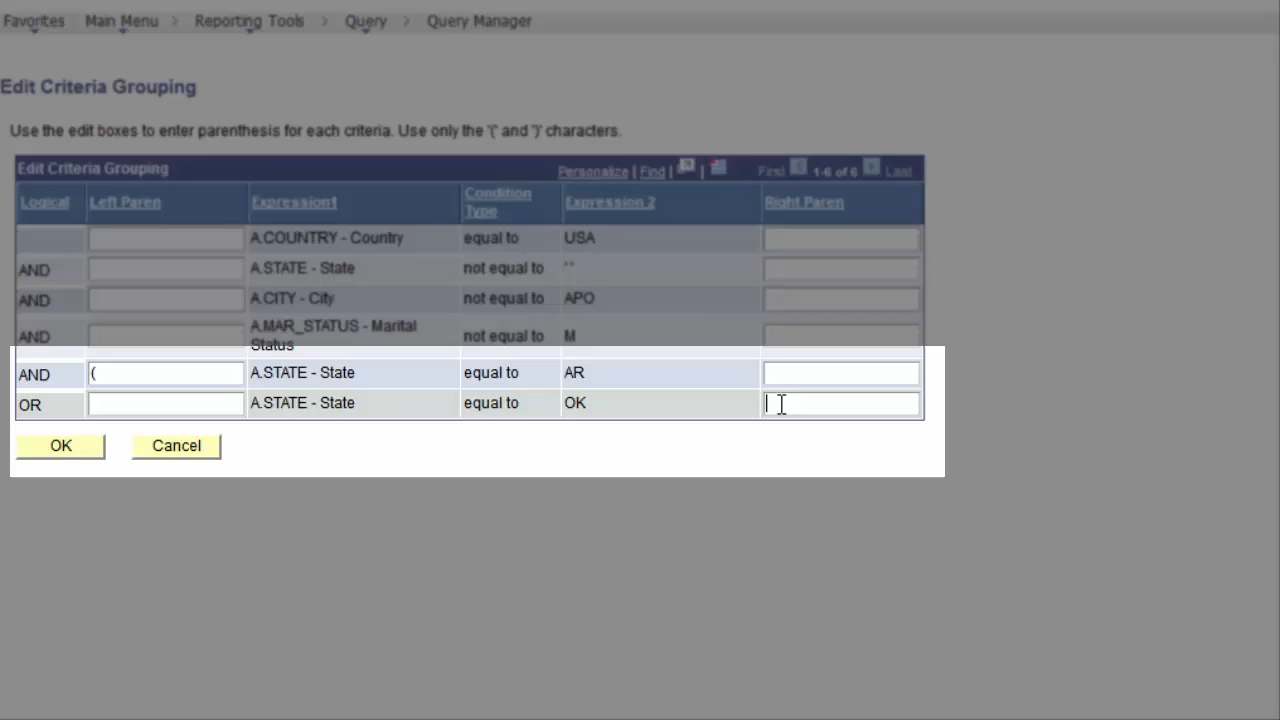 Favorites Main Menu > Reporting Tools > Query > Query Manager
Edit Criteria Grouping
Use the edit boxes to enter parenthesis for each criteria. Use only the '(' and ')' characters.
Edit Criteria Grouping Personalize | Find | | First 1-6 of 6 Last
Logical Left Paren Expression1 Condition Type Expression 2 Right Paren
A.COUNTRY - Country equal to USA
AND A.STATE - State not equal to ' '
AND A.CITY - City not equal to APO
AND A.MAR_STATUS - Marital Status not equal to M
AND ( A.STATE - State equal to AR
OR A.STATE - State equal to OK
OK Cancel